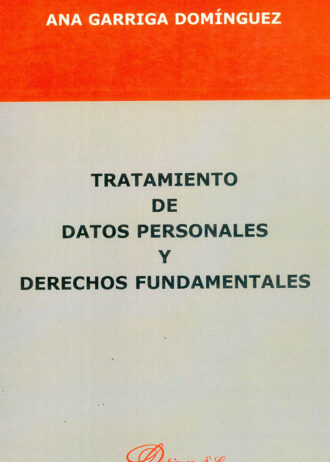 ANA GARRIGA DOMÍNGUEZ
TRATAMIENTO
DE
DATOS PERSONALES
Y
DERECHOS FUNDAMENTALES